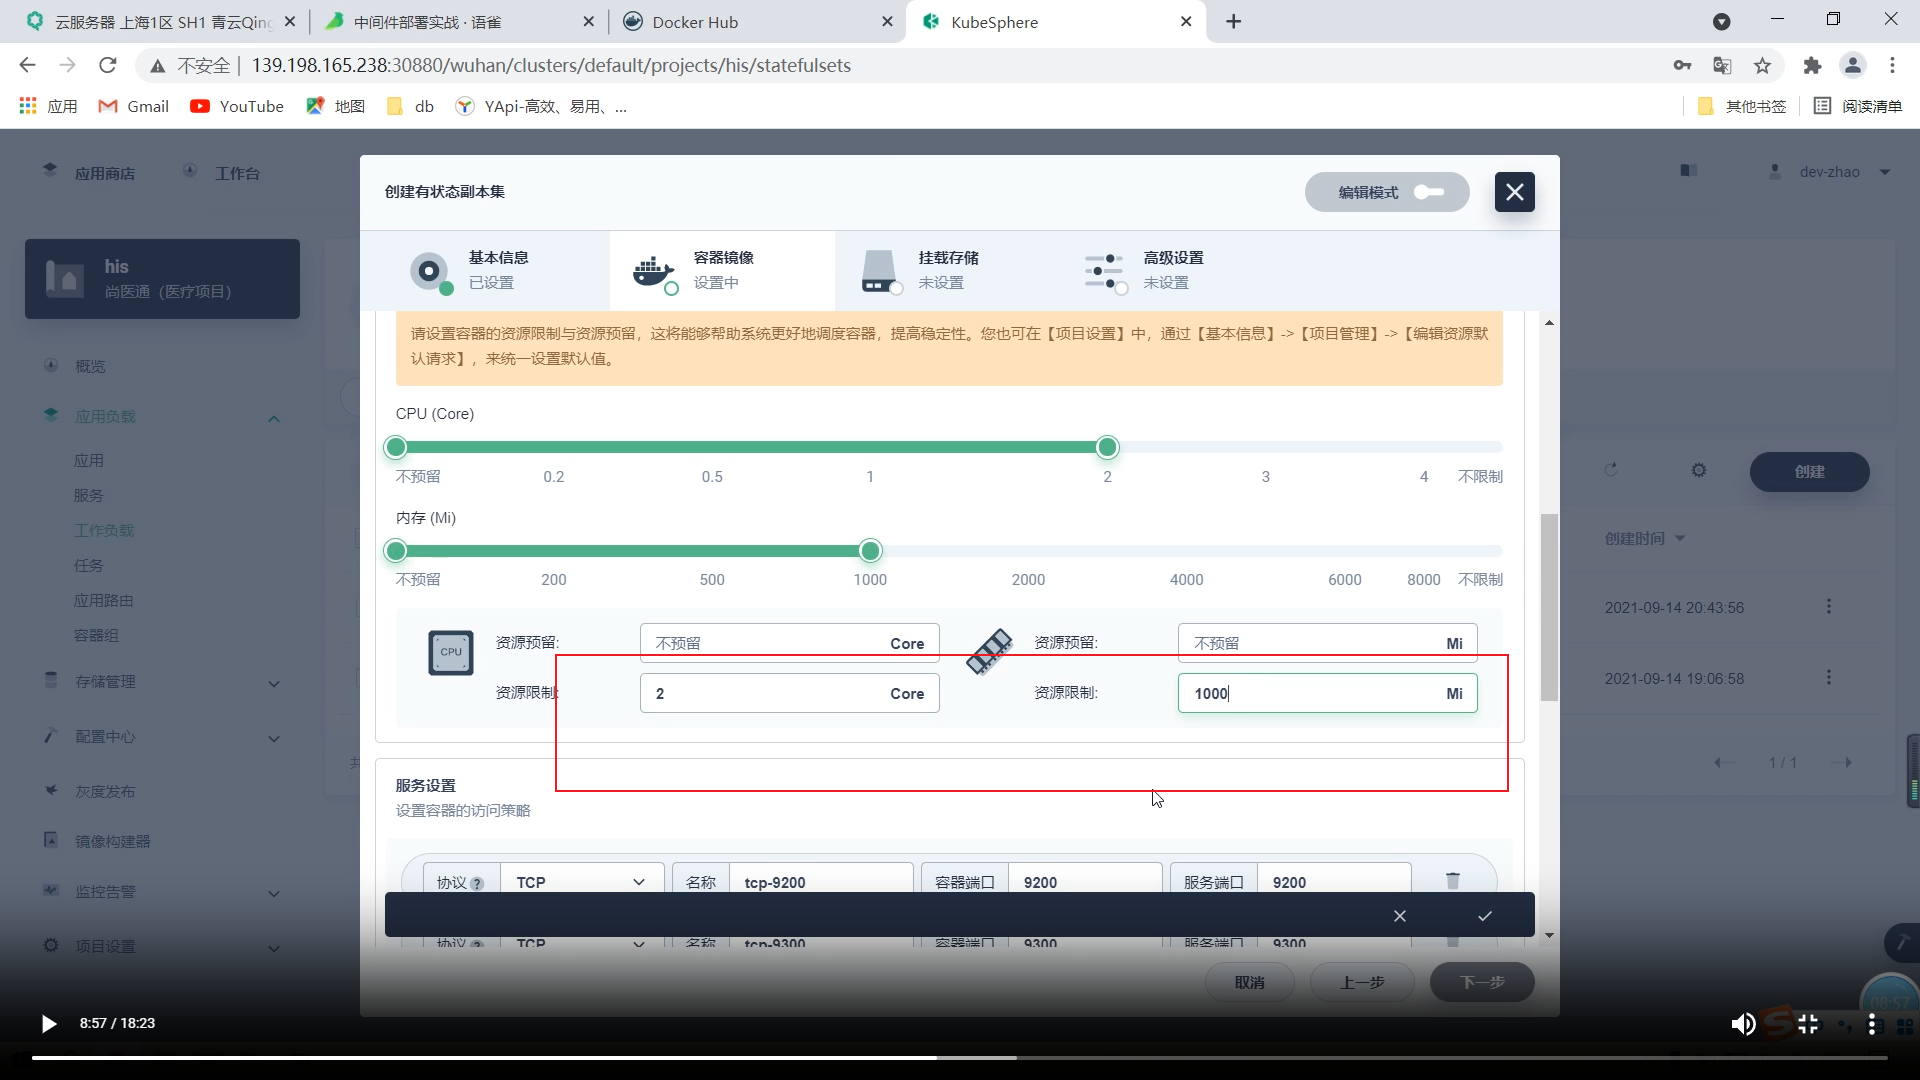 云服务器 上海1区 SH1 青云Qing
中间件部署实战 · 语雀
Docker Hub
KubeSphere
不安全
139.198.165.238:30880/wuhan/clusters/default/projects/his/statefulsets
应用
Gmail
YouTube
地图
db
YApi-高效、易用、...
其他书签
阅读清单
应用商店
工作台
dev-zhao
创建有状态副本集
编辑模式
his
尚医通（医疗项目）
基本信息
已设置
容器镜像
设置中
挂载存储
未设置
高级设置
未设置
请设置容器的资源限制与资源预留，这将能够帮助系统更好地调度容器，提高稳定性。您也可在【项目设置】中，通过【基本信息】->【项目管理】->【编辑资源默
认请求】，来统一设置默认值。
概览
应用负载
应用
服务
工作负载
任务
应用路由
容器组
存储管理
配置中心
灰度发布
镜像构建器
监控告警
项目设置
CPU (Core)
不预留 0.2 0.5 1 2 3 4 不限制
内存 (Mi)
不预留 200 500 1000 2000 4000 6000 8000 不限制
CPU
资源预留: 不预留 Core
资源预留: 不预留 Mi
资源限制: 2 Core
资源限制: 1000 Mi
创建
创建时间
2021-09-14 20:43:56
2021-09-14 19:06:58
共
1 / 1
服务设置
设置容器的访问策略
协议 ? TCP 名称 tcp-9200 容器端口 9200 服务端口 9200
协议 ? TCP 名称 tcp-9300 容器端口 9300 服务端口 9300
取消
上一步
下一步
8:57 / 18:23
08:57